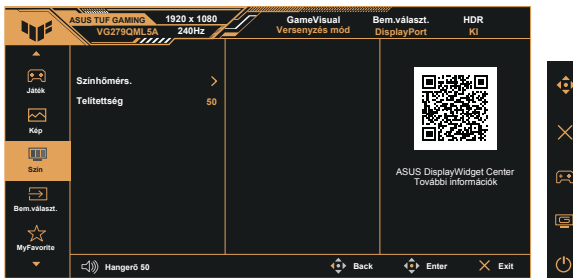 ASUS TUF GAMING 1920 x 1080 GameVisual Bem.választ. HDR
VG279QML5A 240Hz Versenyzés mód DisplayPort KI
Játék
Kép
Szín
Bem.választ.
MyFavorite
Színhőmérs.
Telítettség 50
ASUS DisplayWidget Center
További információk
Hangerő 50 Back Enter Exit